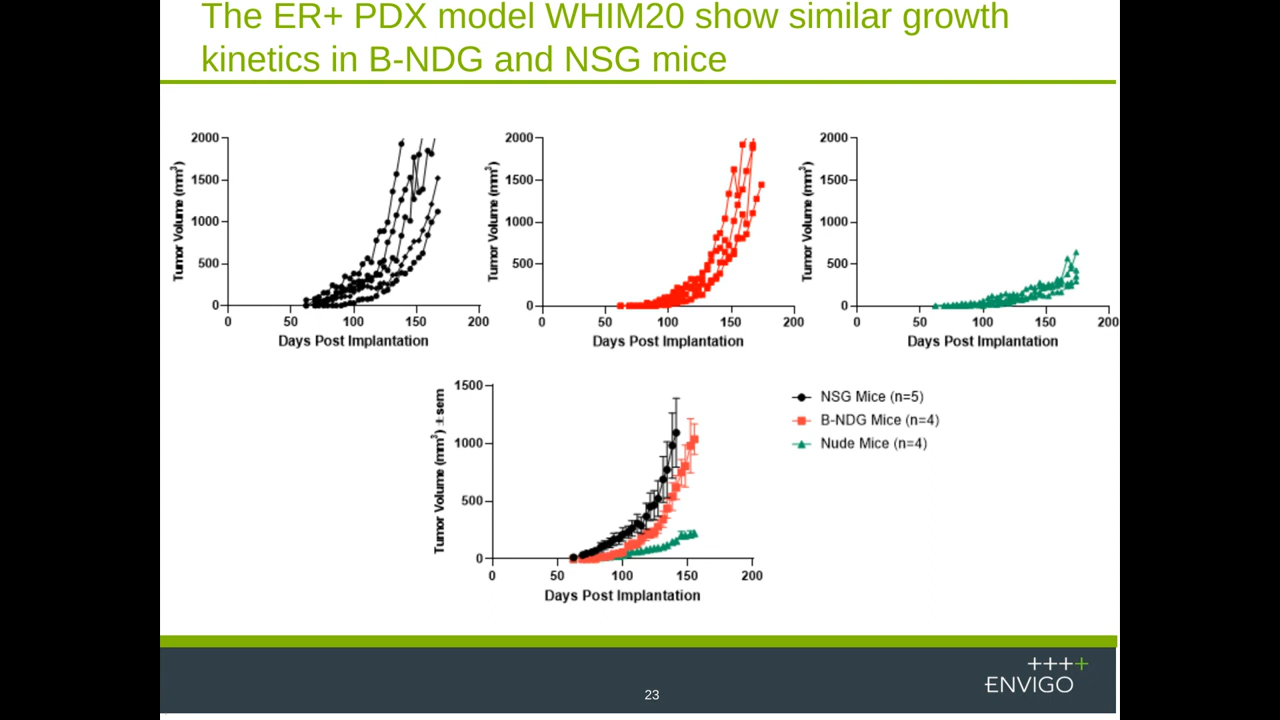 The ER+ PDX model WHIM20 show similar growth
kinetics in B-NDG and NSG mice
2000
1500
1000
500
0
Tumor Volume (mm³)
0 50 100 150 200
Days Post Implantation
2000
1500
1000
500
0
Tumor Volume (mm³)
0 50 100 150 200
Days Post Implantation
2000
1500
1000
500
0
Tumor Volume (mm³)
0 50 100 150 200
Days Post Implantation
1500
1000
500
0
Tumor Volume (mm³) ± sem
0 50 100 150 200
Days Post Implantation
NSG Mice (n=5)
B-NDG Mice (n=4)
Nude Mice (n=4)
++++
ENVIGO
23